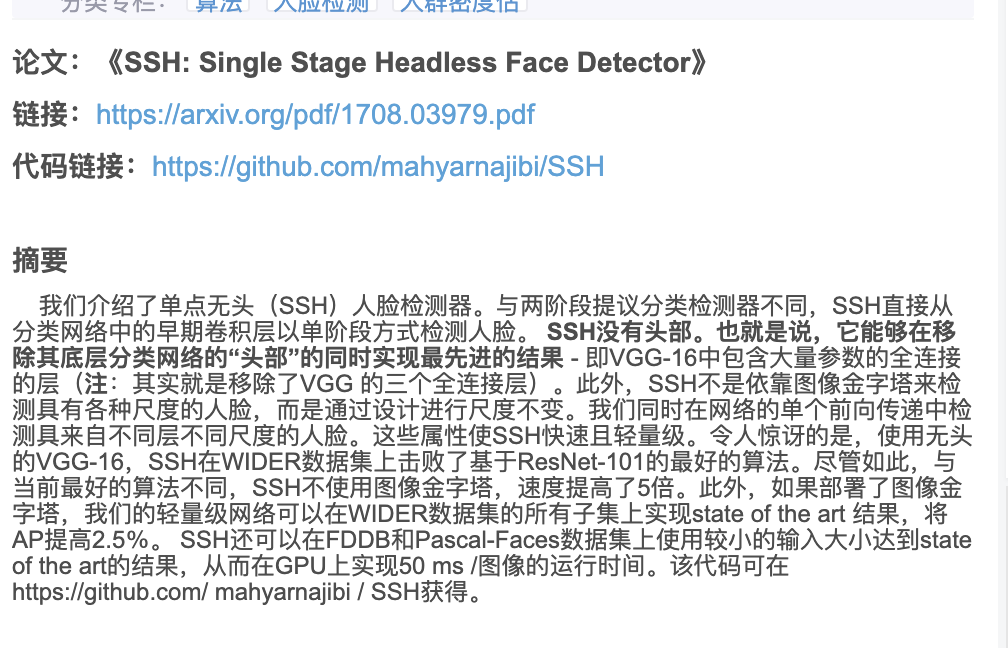 分类专栏： 算法 人脸检测 人群密度估
论文：《SSH: Single Stage Headless Face Detector》
链接：https://arxiv.org/pdf/1708.03979.pdf
代码链接：https://github.com/mahyarnajibi/SSH
摘要
我们介绍了单点无头（SSH）人脸检测器。与两阶段提议分类检测器不同，SSH直接从
分类网络中的早期卷积层以单阶段方式检测人脸。 SSH没有头部。也就是说，它能够在移
除其底层分类网络的“头部”的同时实现最先进的结果 - 即VGG-16中包含大量参数的全连接
的层（注：其实就是移除了VGG 的三个全连接层）。此外，SSH不是依靠图像金字塔来检
测具有各种尺度的人脸，而是通过设计进行尺度不变。我们同时在网络的单个前向传递中检
测具来自不同层不同尺度的人脸。这些属性使SSH快速且轻量级。令人惊讶的是，使用无头
的VGG-16，SSH在WIDER数据集上击败了基于ResNet-101的最好的算法。尽管如此，与
当前最好的算法不同，SSH不使用图像金字塔，速度提高了5倍。此外，如果部署了图像金
字塔，我们的轻量级网络可以在WIDER数据集的所有子集上实现state of the art 结果，将
AP提高2.5%。 SSH还可以在FDDB和Pascal-Faces数据集上使用较小的输入大小达到state
of the art的结果，从而在GPU上实现50 ms /图像的运行时间。该代码可在
https://github.com/ mahyarnajibi / SSH获得。